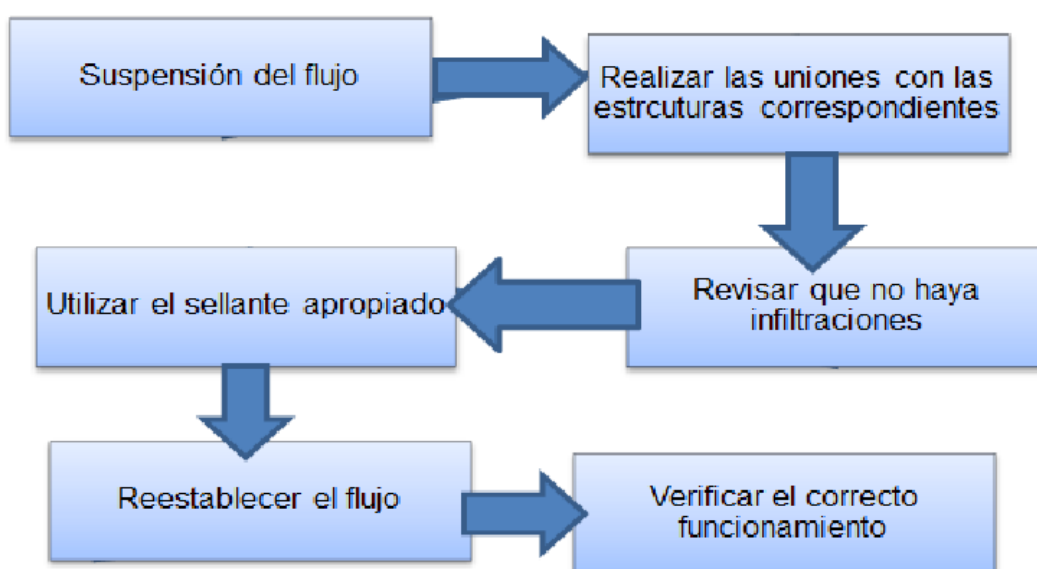 Suspensión del flujo
Realizar las uniones con las
estrcuturas correspondientes
Revisar que no haya
infiltraciones
Utilizar el sellante apropiado
Reestablecer el flujo
Verificar el correcto
funcionamiento